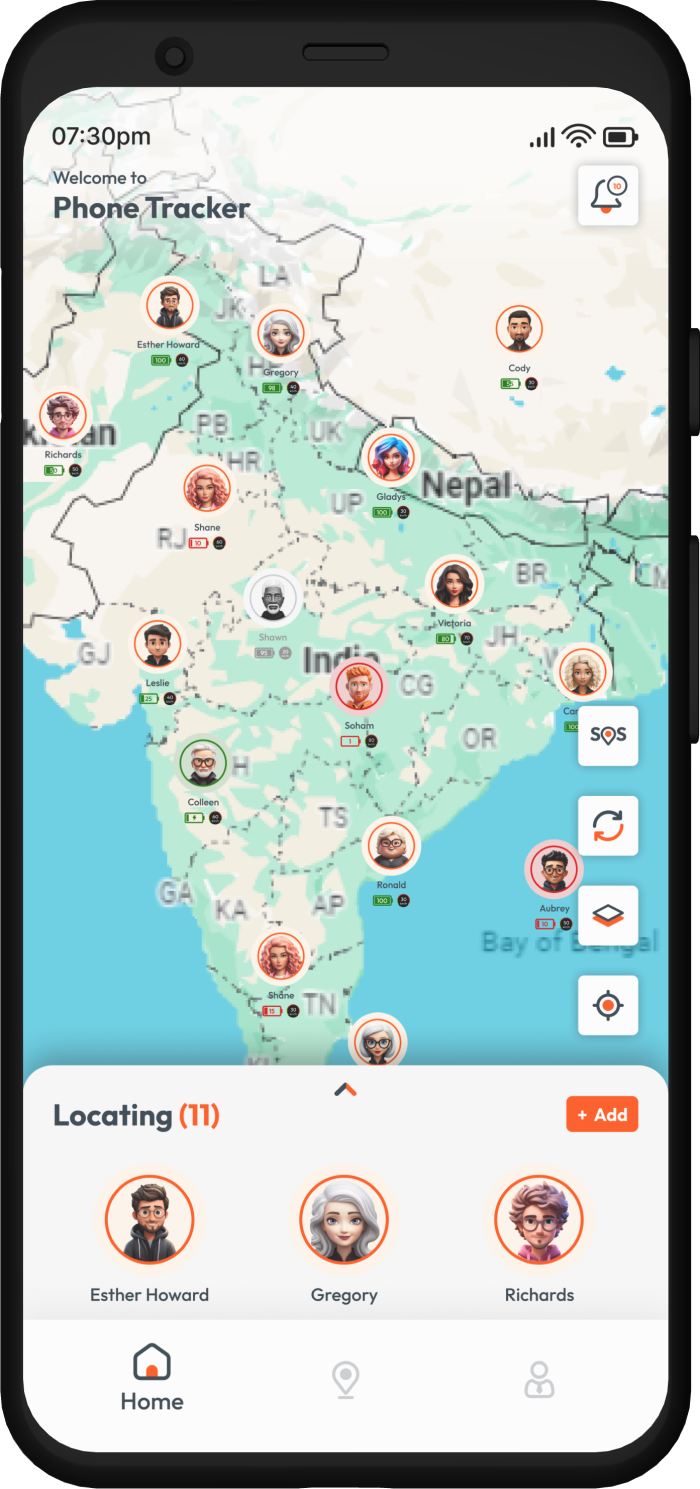 07:30pm
Welcome to
10
Phone Tracker
LA
JK
Esther Howard
100
60
Gregory
98
40
Cody
30
PB
UK
HR
Richards
50
30
Nepal
Gladys
100
30
UP
Shane
RJ
10
60
BR
Victoria
80
70
JH
Shawn
India
GJ
Leslie
25
40
CG
Soham
1
OR
SOS
100
H
Colleen
60
TS
Ronald
100
30
GA
KA
AP
Aubrey
10
50
Bay of Bengal
Shane
15
30
TN
Locating (11)
+ Add
Esther Howard
Gregory
Richards
Home